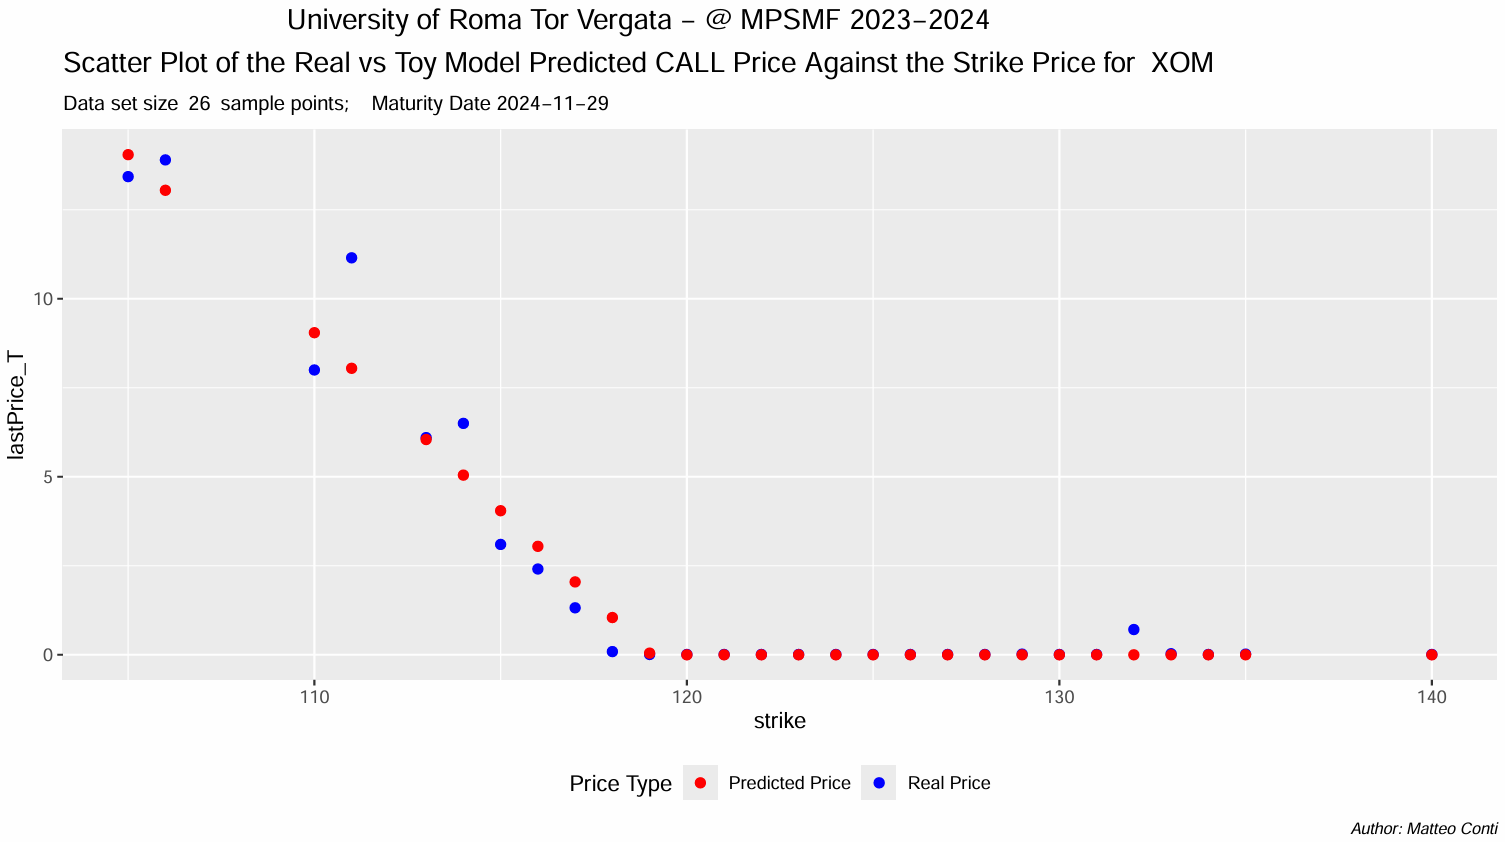 University of Roma Tor Vergata – @ MPSMF 2023–2024
Scatter Plot of the Real vs Toy Model Predicted CALL Price Against the Strike Price for  XOM
Data set size  26  sample points;    Maturity Date 2024–11–29
lastPrice_T
10
5
0
110
120
130
140
strike
Price Type
Predicted Price
Real Price
Author: Matteo Conti